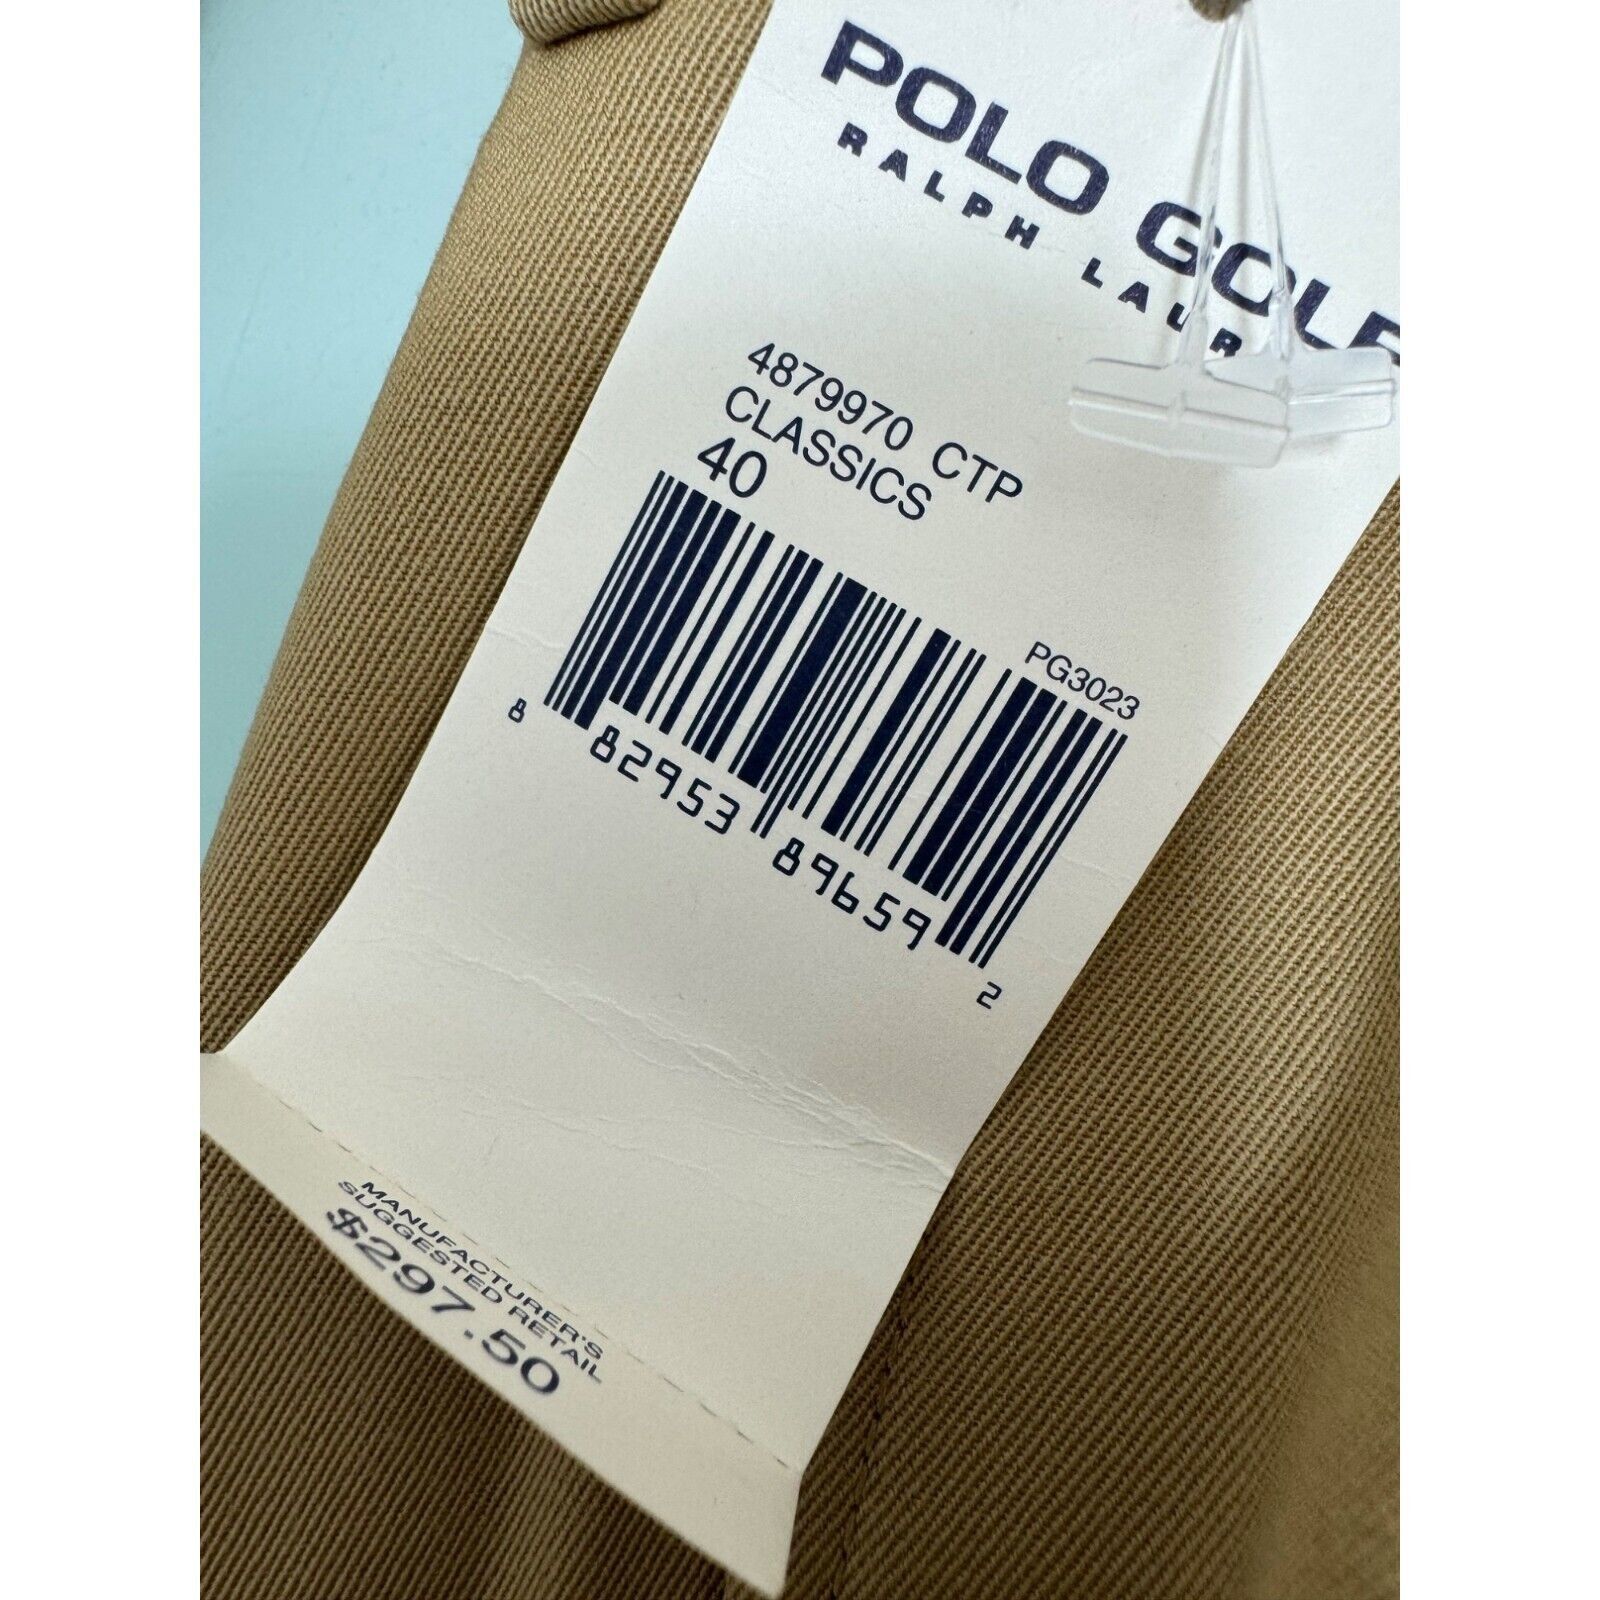 POLO GOLF
RALPH LAUR
4879970 CTP
CLASSICS
40
PG3023
8 82953 89659 2
MANUFACTURER'S
SUGGESTED RETAIL
$297.50